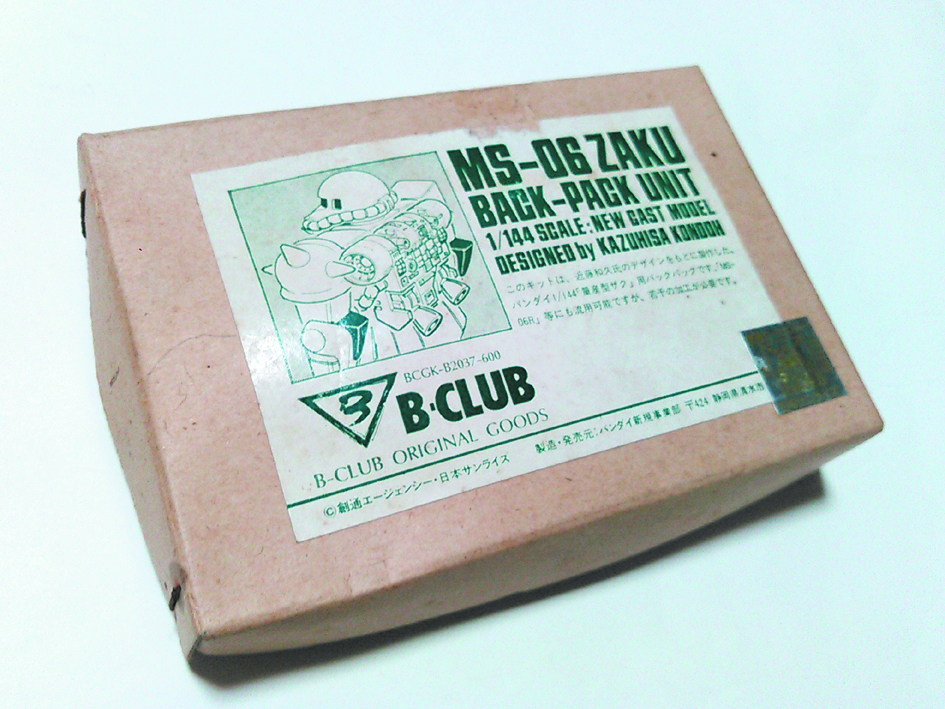 MS-06 ZAKU
BACK-PACK UNIT
1/144 SCALE: NEW CAST MODEL
DESIGNED by KAZUHISA KONDOH
このキットは、近藤和久氏のデザインをもとに製作した、
バンダイ1/144「量産型ザク」用バックパックです。「MS-
06R」等にも流用可能ですが、若干の加工が必要です。
BCGK-B2037-600
B B-CLUB
B-CLUB ORIGINAL GOODS
製造・発売元:バンダイ新規事業部 〒424 静岡県清水市
©創通エージェンシー・日本サンライズ